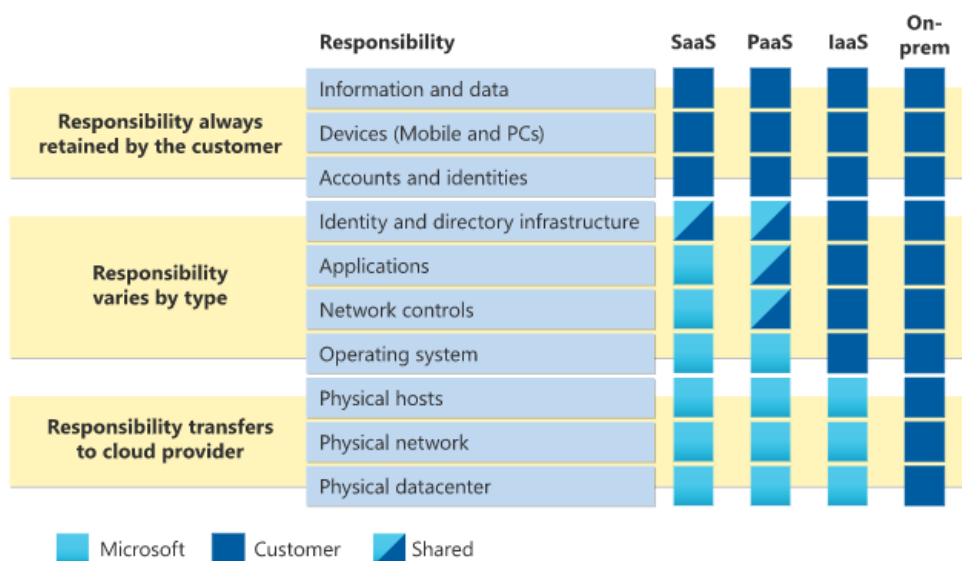 Responsibility SaaS PaaS IaaS On-
prem
Information and data
Responsibility always
retained by the customer
Devices (Mobile and PCs)
Accounts and identities
Identity and directory infrastructure
Responsibility
varies by type
Applications
Network controls
Operating system
Physical hosts
Responsibility transfers
to cloud provider
Physical network
Physical datacenter
Microsoft Customer Shared